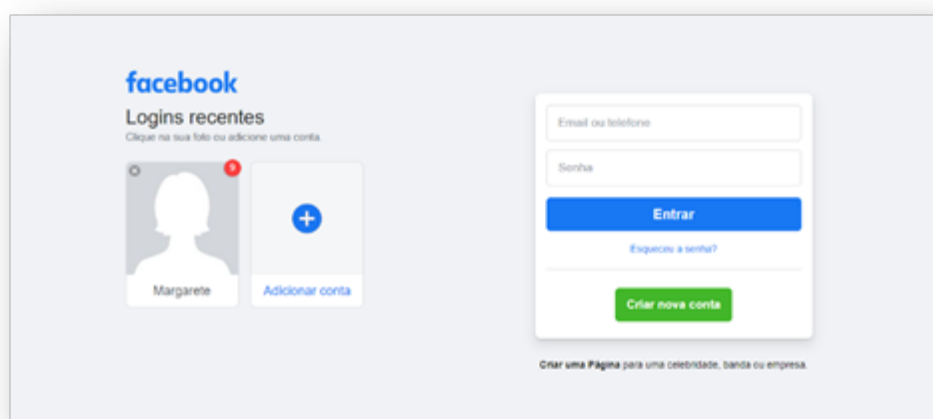 facebook
Logins recentes
Clique na sua foto ou adicione uma conta.
9
Margarete
Adicionar conta
Email ou telefone
Senha
Entrar
Esqueceu a senha?
Criar nova conta
Criar uma Página para uma celebridade, banda ou empresa.